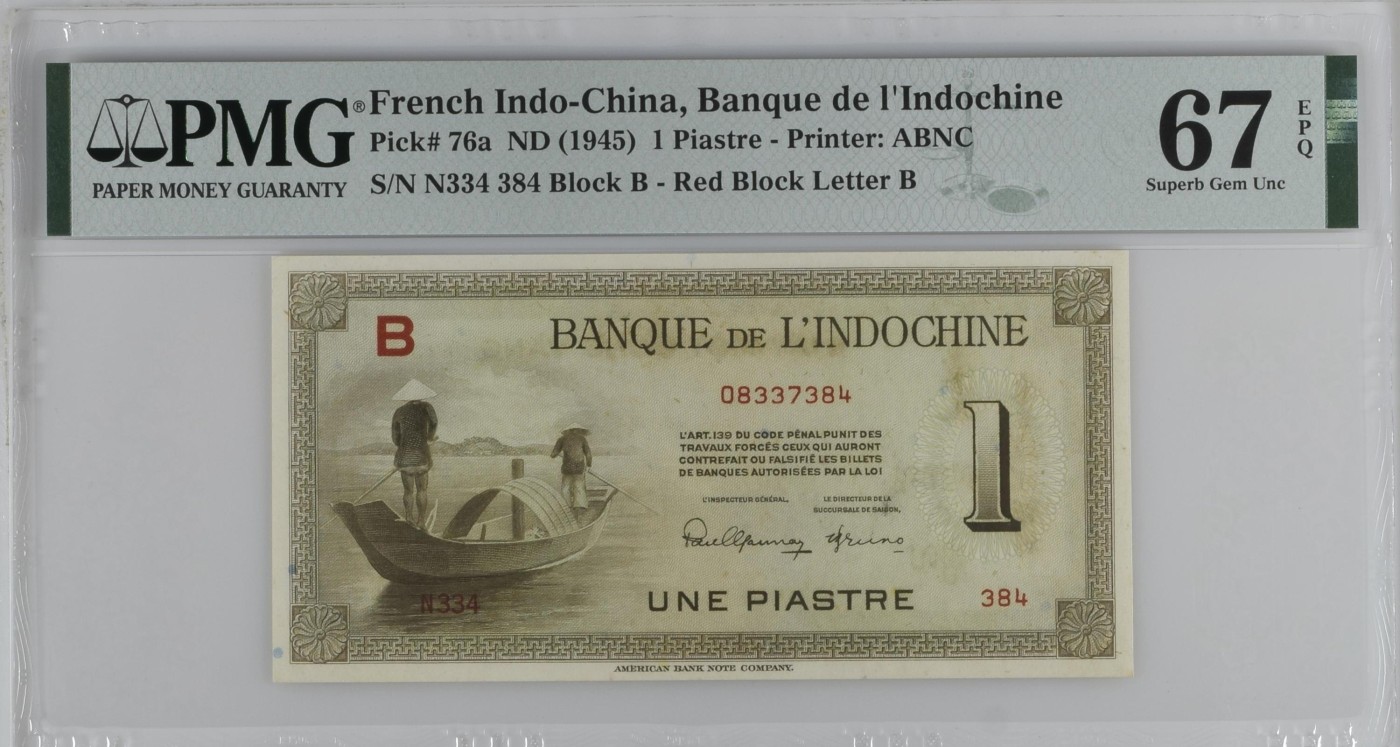 PMG®
PAPER MONEY GUARANTY
French Indo-China, Banque de l'Indochine
Pick# 76a ND (1945) 1 Piastre - Printer: ABNC
S/N N334 384 Block B - Red Block Letter B
67
EPQ
Superb Gem Unc
B
BANQUE DE L'INDOCHINE
08337384
L'ART.139 DU CODE PÉNAL PUNIT DES
TRAVAUX FORCÉS CEUX QUI AURONT
CONTREFAIT OU FALSIFIÉ LES BILLETS
DE BANQUES AUTORISÉES PAR LA LOI
1
L'INSPECTEUR GÉNÉRAL,
LE DIRECTEUR DE LA
SUCCURSALE DE SAIGON,
N334
UNE PIASTRE
384
AMERICAN BANK NOTE COMPANY.